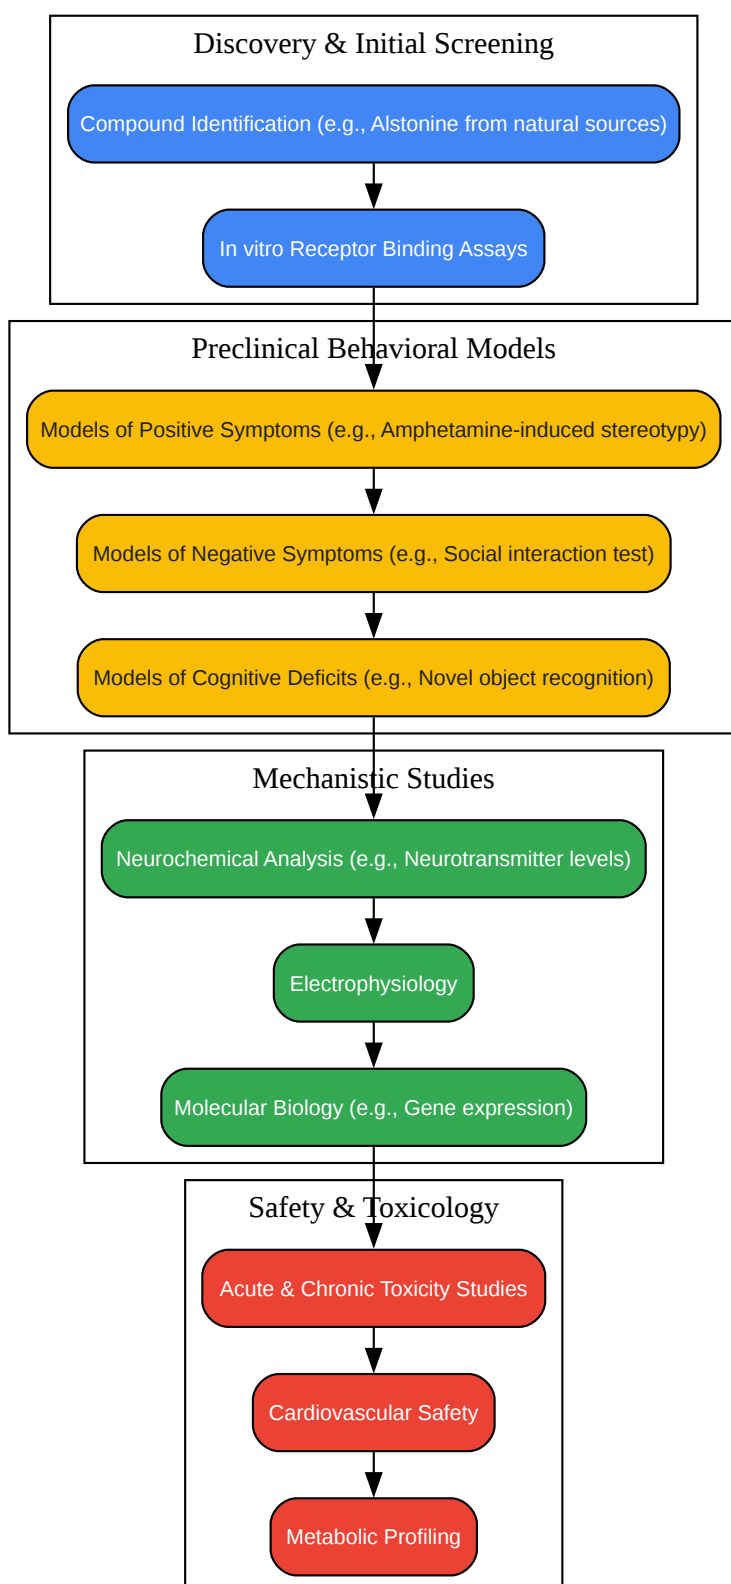 Discovery & Initial Screening
Compound Identification (e.g., Alstonine from natural sources)
In vitro Receptor Binding Assays
Preclinical Behavioral Models
Models of Positive Symptoms (e.g., Amphetamine-induced stereotypy)
Models of Negative Symptoms (e.g., Social interaction test)
Models of Cognitive Deficits (e.g., Novel object recognition)
Mechanistic Studies
Neurochemical Analysis (e.g., Neurotransmitter levels)
Electrophysiology
Molecular Biology (e.g., Gene expression)
Safety & Toxicology
Acute & Chronic Toxicity Studies
Cardiovascular Safety
Metabolic Profiling